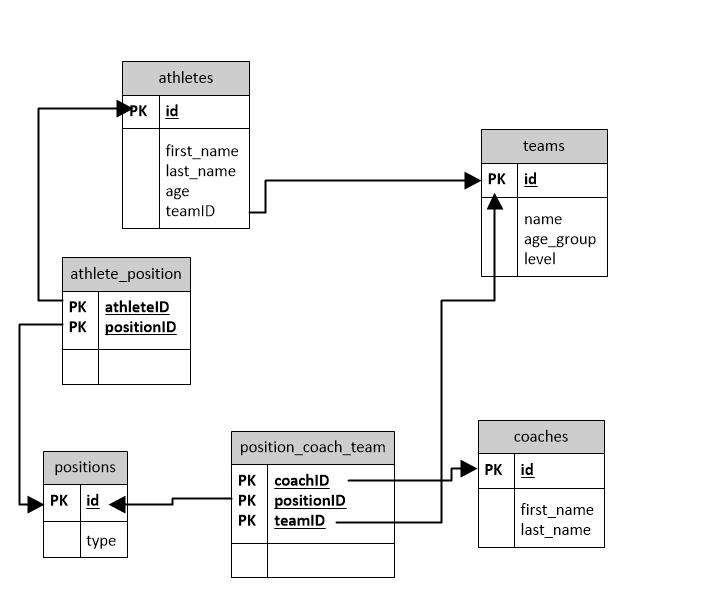 athletes
PK id
first_name
last_name
age
teamID
teams
PK id
name
age_group
level
athlete_position
PK athleteID
PK positionID
positions
PK id
type
position_coach_team
PK coachID
PK positionID
PK teamID
coaches
PK id
first_name
last_name